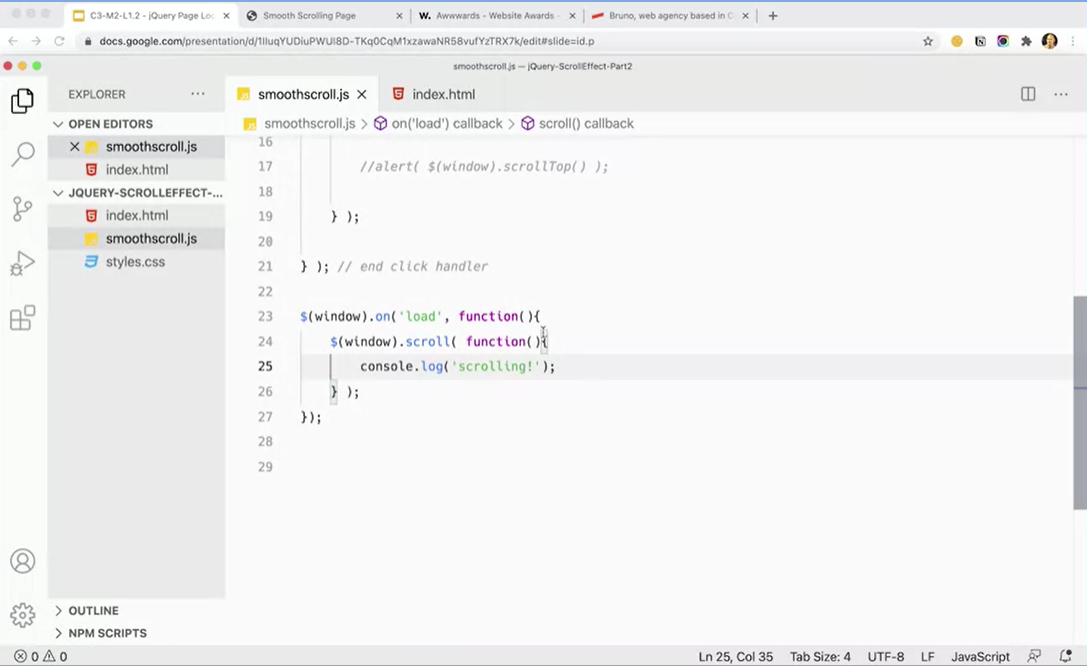 C3-M2-L1.2 - jQuery Page Loc
Smooth Scrolling Page
W. Awwwards - Website Awards -
Bruno, web agency based in C
docs.google.com/presentation/d/1IluqYUDiuPWUl8D-TKq0CqM1xzawaNR58vufYzTRX7k/edit#slide=id.p
smoothscroll.js — jQuery-ScrollEffect-Part2
EXPLORER
smoothscroll.js
index.html
OPEN EDITORS
smoothscroll.js > on('load') callback > scroll() callback
smoothscroll.js
index.html
JQUERY-SCROLLEFFECT-...
index.html
smoothscroll.js
styles.css
16
17 //alert( $(window).scrollTop() );
18
19 } );
20
21 } ); // end click handler
22
23 $(window).on('load', function(){
24 $(window).scroll( function(){
25 console.log('scrolling!');
26 } );
27 });
28
29
OUTLINE
NPM SCRIPTS
0 0 Ln 25, Col 35 Tab Size: 4 UTF-8 LF JavaScript